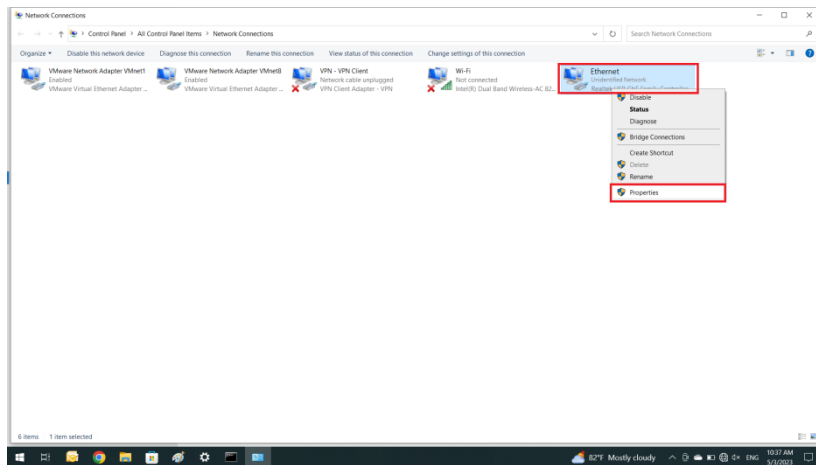 Network Connections
Control Panel > All Control Panel Items > Network Connections
Search Network Connections
Organize
Disable this network device
Diagnose this connection
Rename this connection
View status of this connection
Change settings of this connection
VMware Network Adapter VMnet1
Enabled
VMware Virtual Ethernet Adapter ...
VMware Network Adapter VMnet8
Enabled
VMware Virtual Ethernet Adapter ...
VPN - VPN Client
Network cable unplugged
VPN Client Adapter - VPN
Wi-Fi
Not connected
Intel(R) Dual Band Wireless-AC 82...
Ethernet
Unidentified Network
Realtek USB GbE Family Controller
Disable
Status
Diagnose
Bridge Connections
Create Shortcut
Delete
Rename
Properties
6 items
1 item selected
82°F Mostly cloudy
ENG
10:37 AM
5/3/2023